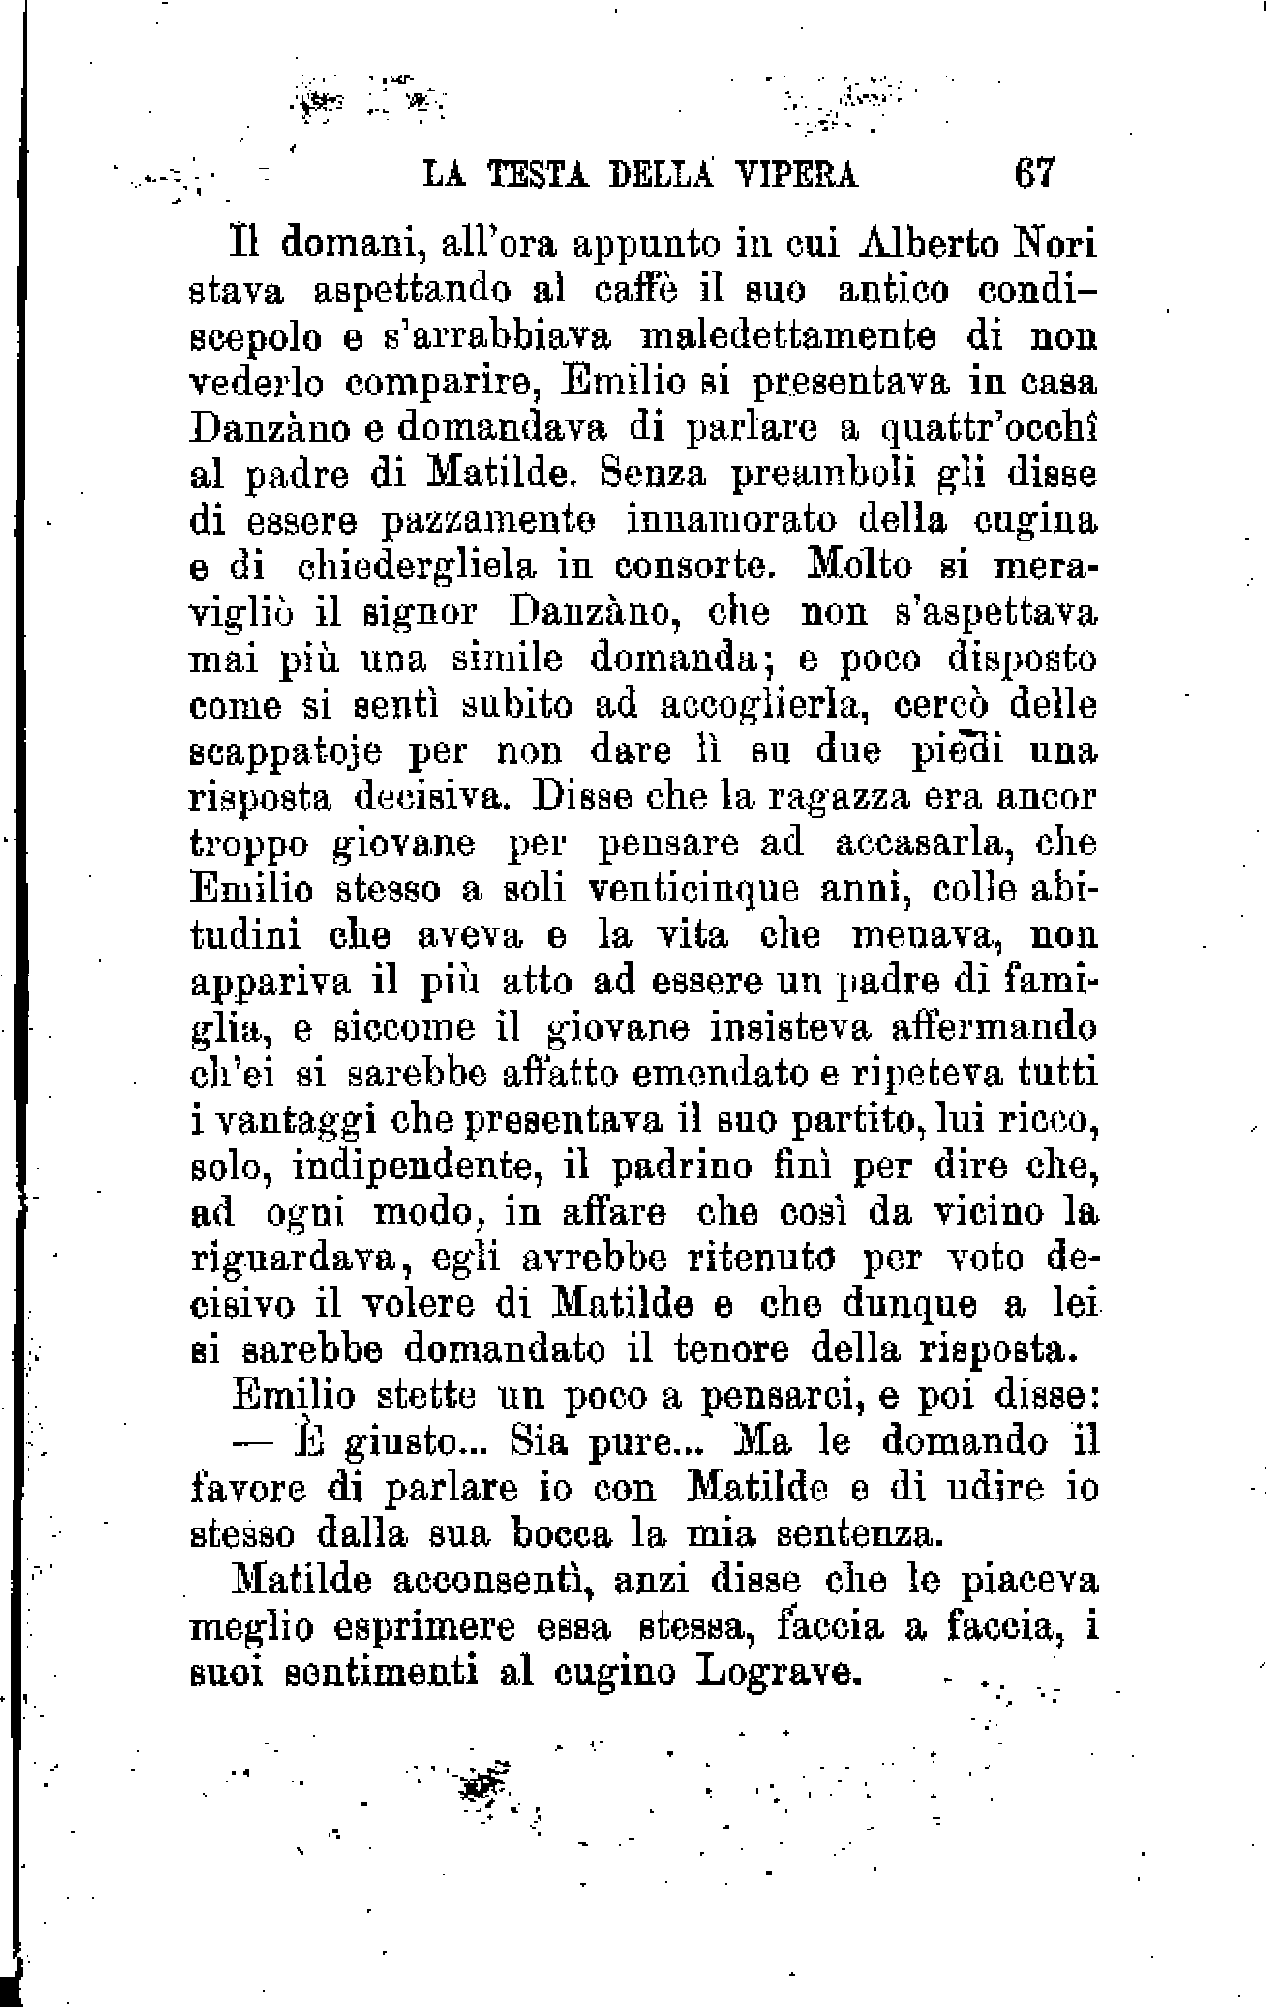 LA TESTA DELLA VIPERA 67
Il domani, all'ora appunto in cui Alberto Nori
stava aspettando al caffè il suo antico condi-
scepolo e s'arrabbiava maledettamente di non
vederlo comparire, Emilio si presentava in casa
Danzàno e domandava di parlare a quattr'occhî
al padre di Matilde. Senza preamboli gli disse
di essere pazzamente innamorato della cugina
e di chiedergliela in consorte. Molto si mera-
vigliò il signor Danzàno, che non s'aspettava
mai più una simile domanda; e poco disposto
come si sentì subito ad accoglierla, cercò delle
scappatoje per non dare lì su due piedi una
risposta decisiva. Disse che la ragazza era ancor
troppo giovane per pensare ad accasarla, che
Emilio stesso a soli venticinque anni, colle abi-
tudini che aveva e la vita che menava, non
appariva il più atto ad essere un padre di fami-
glia, e siccome il giovane insisteva affermando
ch'ei si sarebbe affatto emendato e ripeteva tutti
i vantaggi che presentava il suo partito, lui ricco,
solo, indipendente, il padrino finì per dire che,
ad ogni modo, in affare che così da vicino la
riguardava, egli avrebbe ritenuto per voto de-
cisivo il volere di Matilde e che dunque a lei
si sarebbe domandato il tenore della risposta.
Emilio stette un poco a pensarci, e poi disse:
— È giusto... Sia pure... Ma le domando il
favore di parlare io con Matilde e di udire io
stesso dalla sua bocca la mia sentenza.
Matilde acconsentì, anzi disse che le piaceva
meglio esprimere essa stessa, faccia a faccia, i
suoi sentimenti al cugino Lograve.